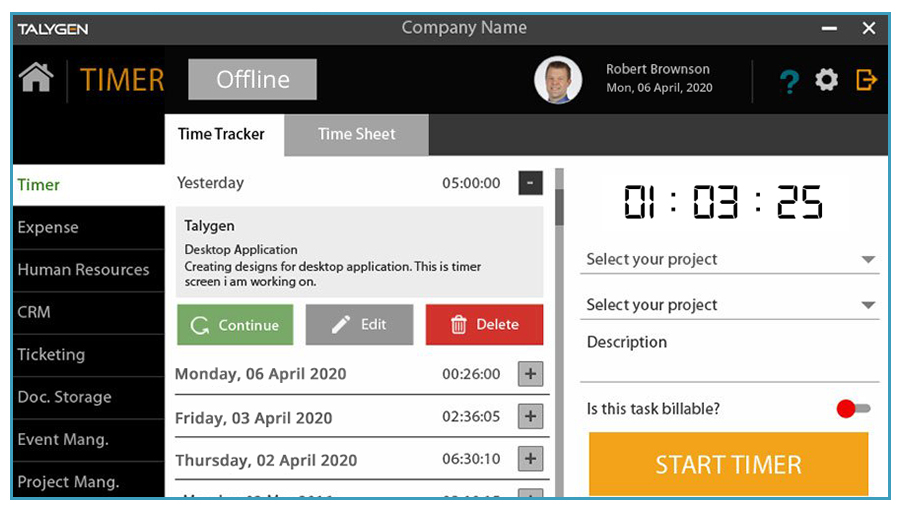 TALYGEN
Company Name
TIMER
Offline
Robert Brownson
Mon, 06 April, 2020
?
Time Tracker
Time Sheet
Timer
Expense
Human Resources
CRM
Ticketing
Doc. Storage
Event Mang.
Project Mang.
Yesterday 05:00:00 -
Talygen
Desktop Application
Creating designs for desktop application. This is timer
screen i am working on.
Continue
Edit
Delete
Monday, 06 April 2020 00:26:00 +
Friday, 03 April 2020 02:36:05 +
Thursday, 02 April 2020 06:30:10 +
01 : 03 : 25
Select your project
Select your project
Description
Is this task billable?
START TIMER